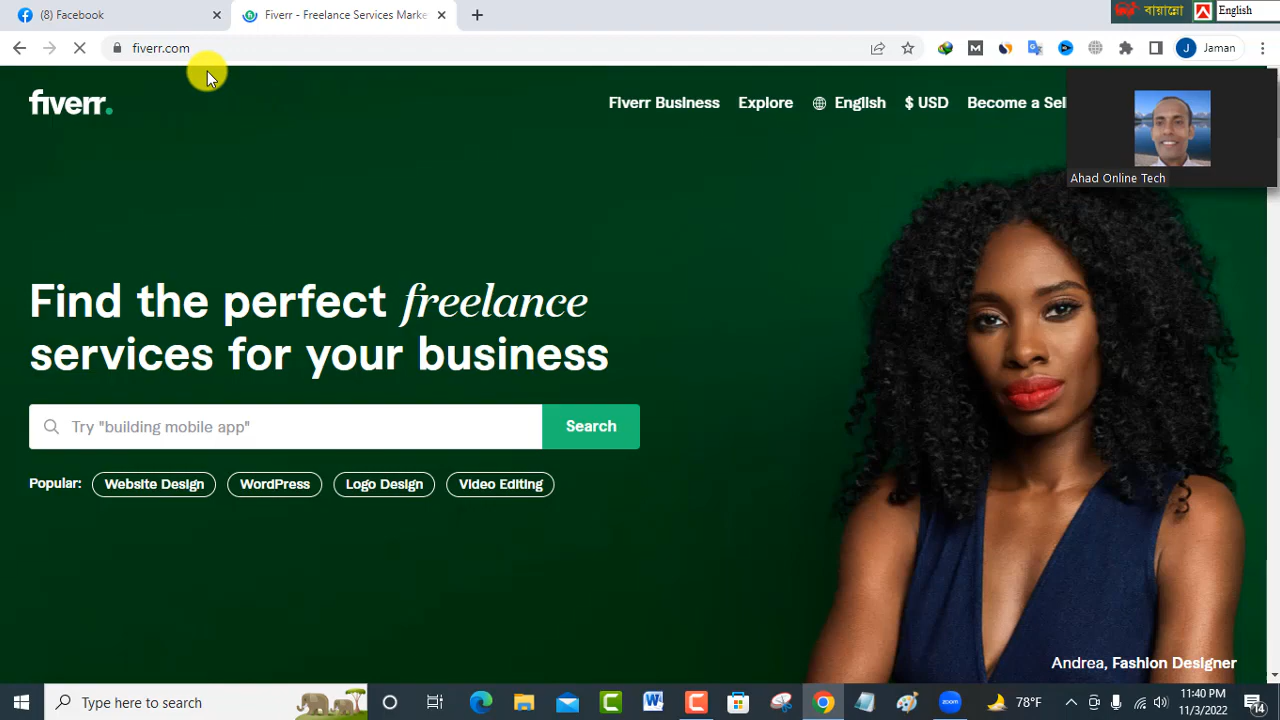 (8) Facebook
Fiverr - Freelance Services Marke
বায়ান্নো
English
fiverr.com
Jaman
fiverr.
Fiverr Business Explore English $ USD Become a Sel
Ahad Online Tech
Find the perfect freelance
services for your business
Try "building mobile app"
Search
Popular: Website Design WordPress Logo Design Video Editing
Andrea, Fashion Designer
Type here to search
78°F
11:40 PM
11/3/2022
14